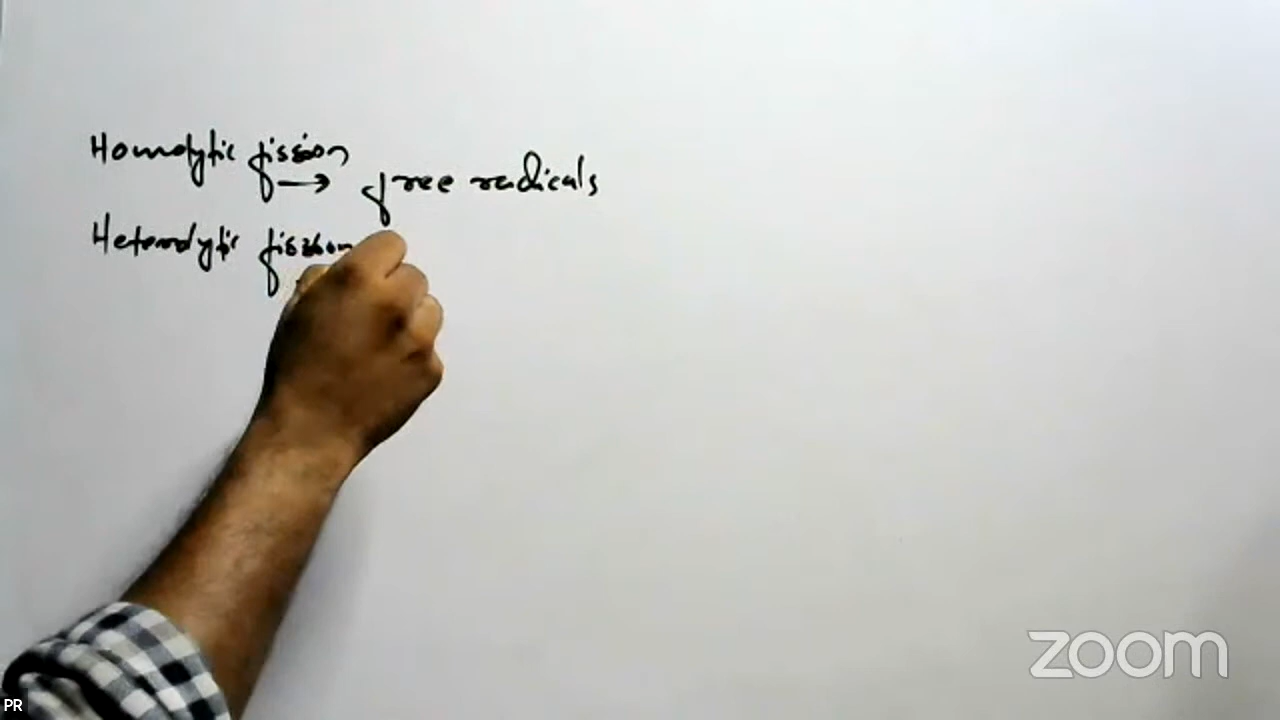 Homolytic fission
→ free radicals
Heterolytic fission
zoom
PR